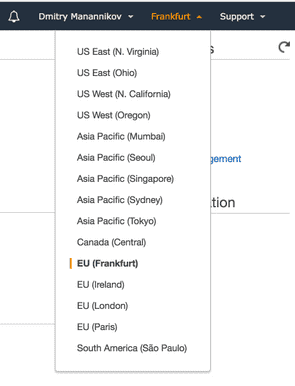 Dmitry Manannikov Frankfurt Support
s
US East (N. Virginia)
US East (Ohio)
US West (N. California)
US West (Oregon)
Asia Pacific (Mumbai)
Asia Pacific (Seoul)
gement
Asia Pacific (Singapore)
Asia Pacific (Sydney)
ation
Asia Pacific (Tokyo)
Canada (Central)
EU (Frankfurt)
EU (Ireland)
EU (London)
EU (Paris)
South America (São Paulo)